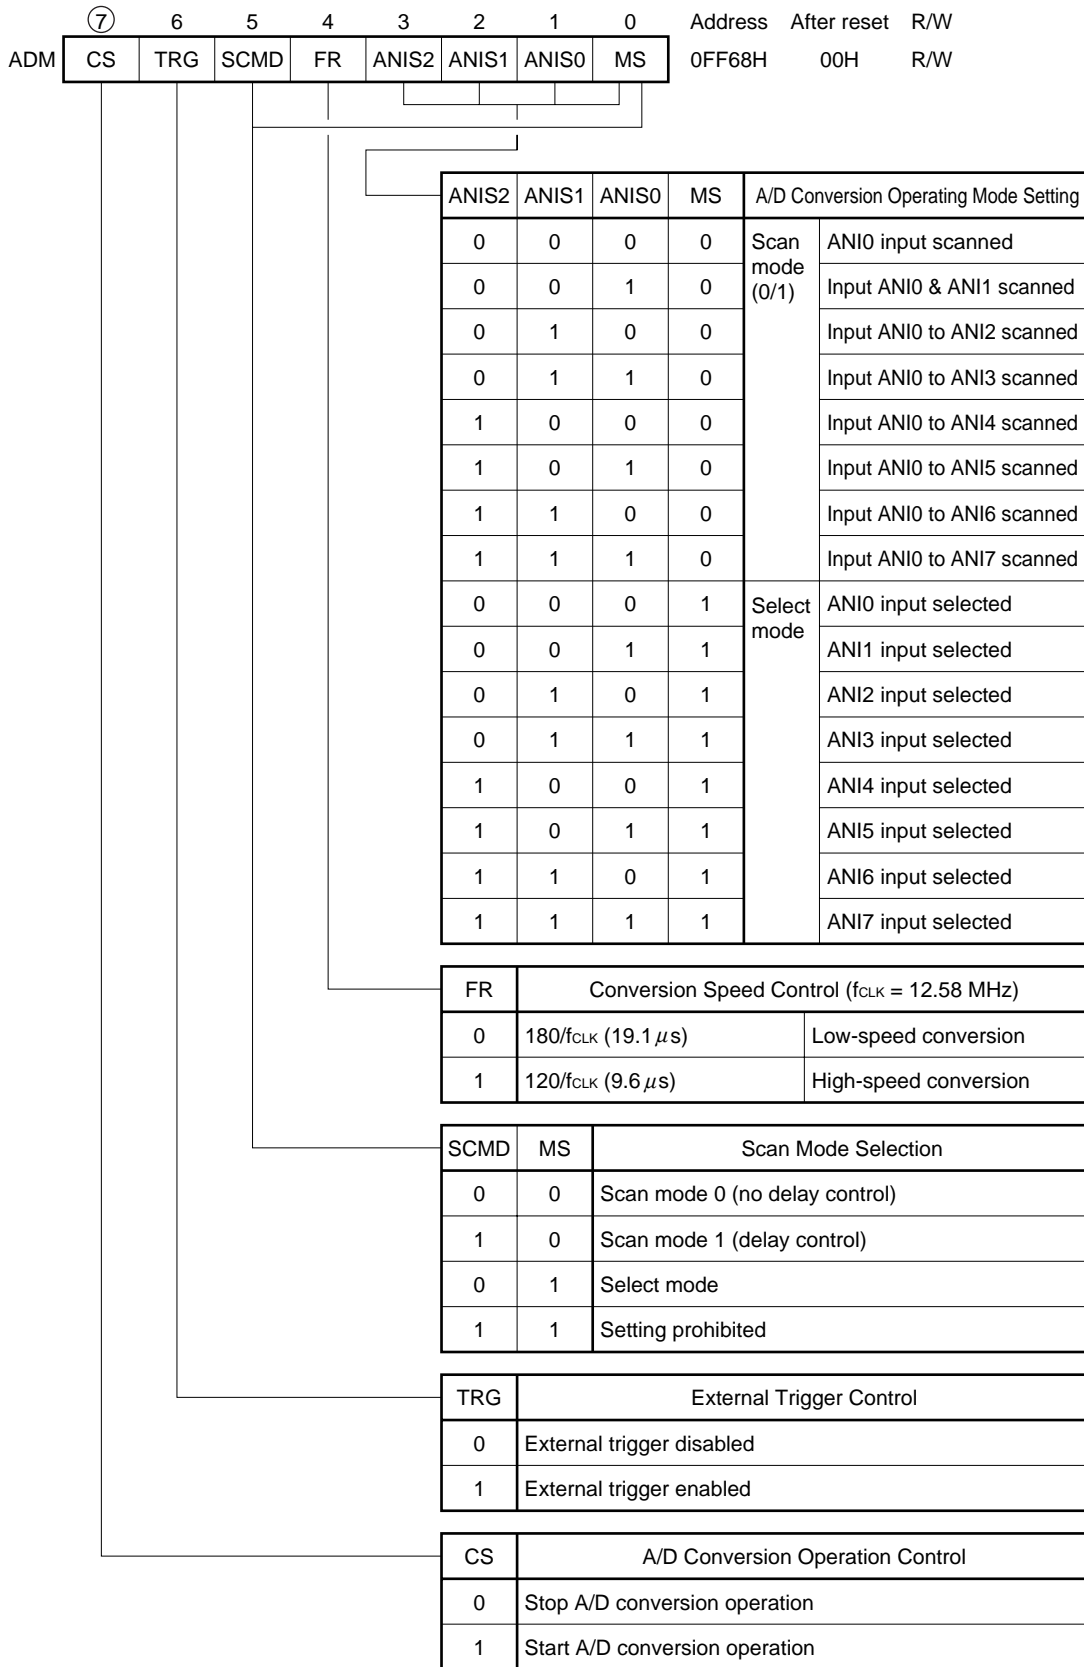 7 6 5 4 3 2 1 0 Address After reset R/W
ADM CS TRG SCMD FR ANIS2 ANIS1 ANIS0 MS 0FF68H 00H R/W
ANIS2 ANIS1 ANIS0 MS A/D Conversion Operating Mode Setting
0 0 0 0 Scan mode (0/1) ANI0 input scanned
0 0 1 0 Input ANI0 & ANI1 scanned
0 1 0 0 Input ANI0 to ANI2 scanned
0 1 1 0 Input ANI0 to ANI3 scanned
1 0 0 0 Input ANI0 to ANI4 scanned
1 0 1 0 Input ANI0 to ANI5 scanned
1 1 0 0 Input ANI0 to ANI6 scanned
1 1 1 0 Input ANI0 to ANI7 scanned
0 0 0 1 Select mode ANI0 input selected
0 0 1 1 ANI1 input selected
0 1 0 1 ANI2 input selected
0 1 1 1 ANI3 input selected
1 0 0 1 ANI4 input selected
1 0 1 1 ANI5 input selected
1 1 0 1 ANI6 input selected
1 1 1 1 ANI7 input selected
FR Conversion Speed Control (fCLK = 12.58 MHz)
0 180/fCLK (19.1 μs) Low-speed conversion
1 120/fCLK (9.6 μs) High-speed conversion
SCMD MS Scan Mode Selection
0 0 Scan mode 0 (no delay control)
1 0 Scan mode 1 (delay control)
0 1 Select mode
1 1 Setting prohibited
TRG External Trigger Control
0 External trigger disabled
1 External trigger enabled
CS A/D Conversion Operation Control
0 Stop A/D conversion operation
1 Start A/D conversion operation